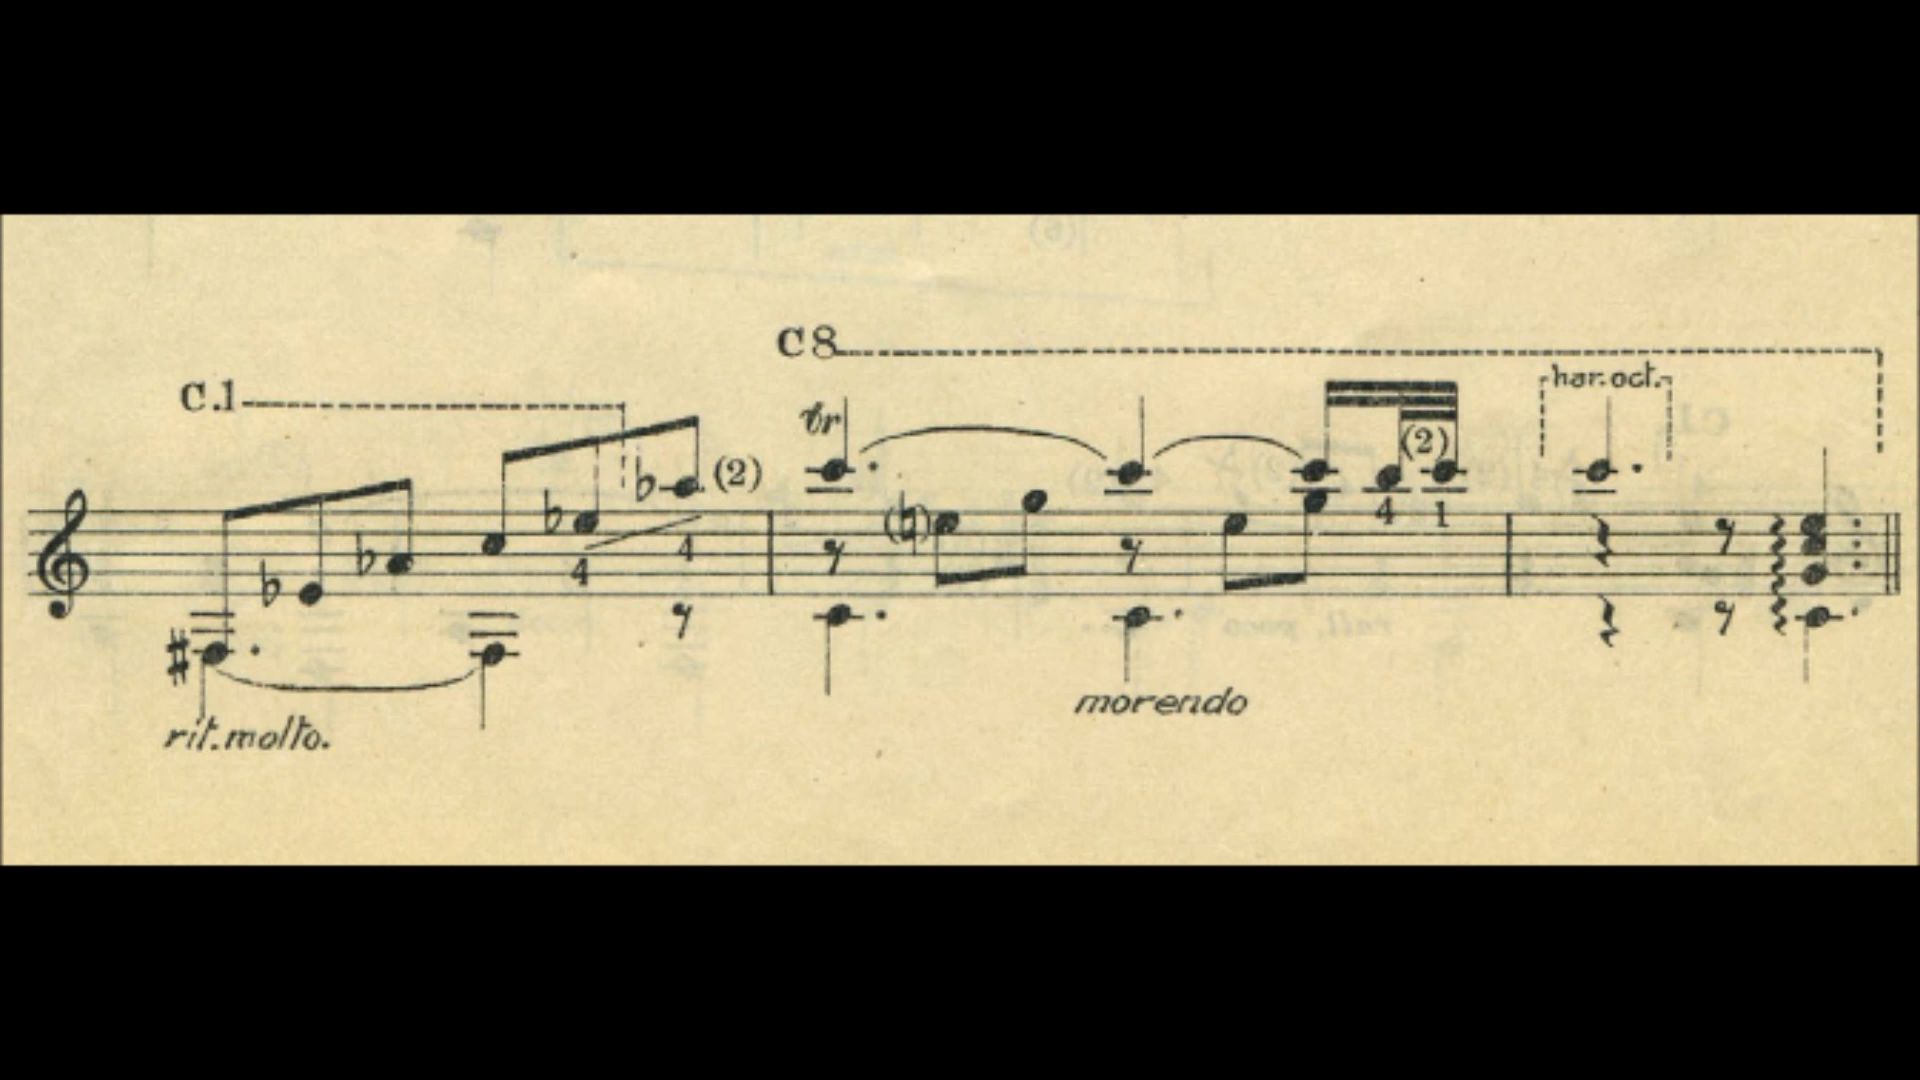 C8
har. oct.
C.1
tr
(2)
(2)
4 1
4 4
morendo
rit. molto.